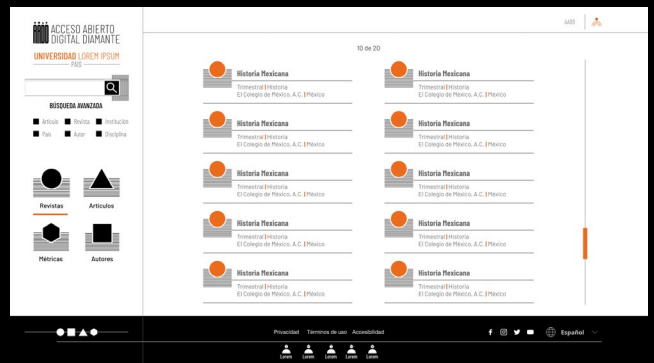 ACCESO ABIERTO
DIGITAL DIAMANTE
UNIVERSIDAD LOREM IPSUM
PAÍS
BÚSQUEDA AVANZADA
Artículo Revista Institución
País Autor Disciplina
Revistas Artículos
Métricas Autores
10 de 20
Historia Mexicana
Trimestral | Historia
El Colegio de México, A.C. | México
Historia Mexicana
Trimestral | Historia
El Colegio de México, A.C. | México
Historia Mexicana
Trimestral | Historia
El Colegio de México, A.C. | México
Historia Mexicana
Trimestral | Historia
El Colegio de México, A.C. | México
Historia Mexicana
Trimestral | Historia
El Colegio de México, A.C. | México
Historia Mexicana
Trimestral | Historia
El Colegio de México, A.C. | México
Historia Mexicana
Trimestral | Historia
El Colegio de México, A.C. | México
Historia Mexicana
Trimestral | Historia
El Colegio de México, A.C. | México
Historia Mexicana
Trimestral | Historia
El Colegio de México, A.C. | México
Historia Mexicana
Trimestral | Historia
El Colegio de México, A.C. | México
Privacidad Términos de uso Accesibilidad
Español
Lorem Lorem Lorem Lorem Lorem